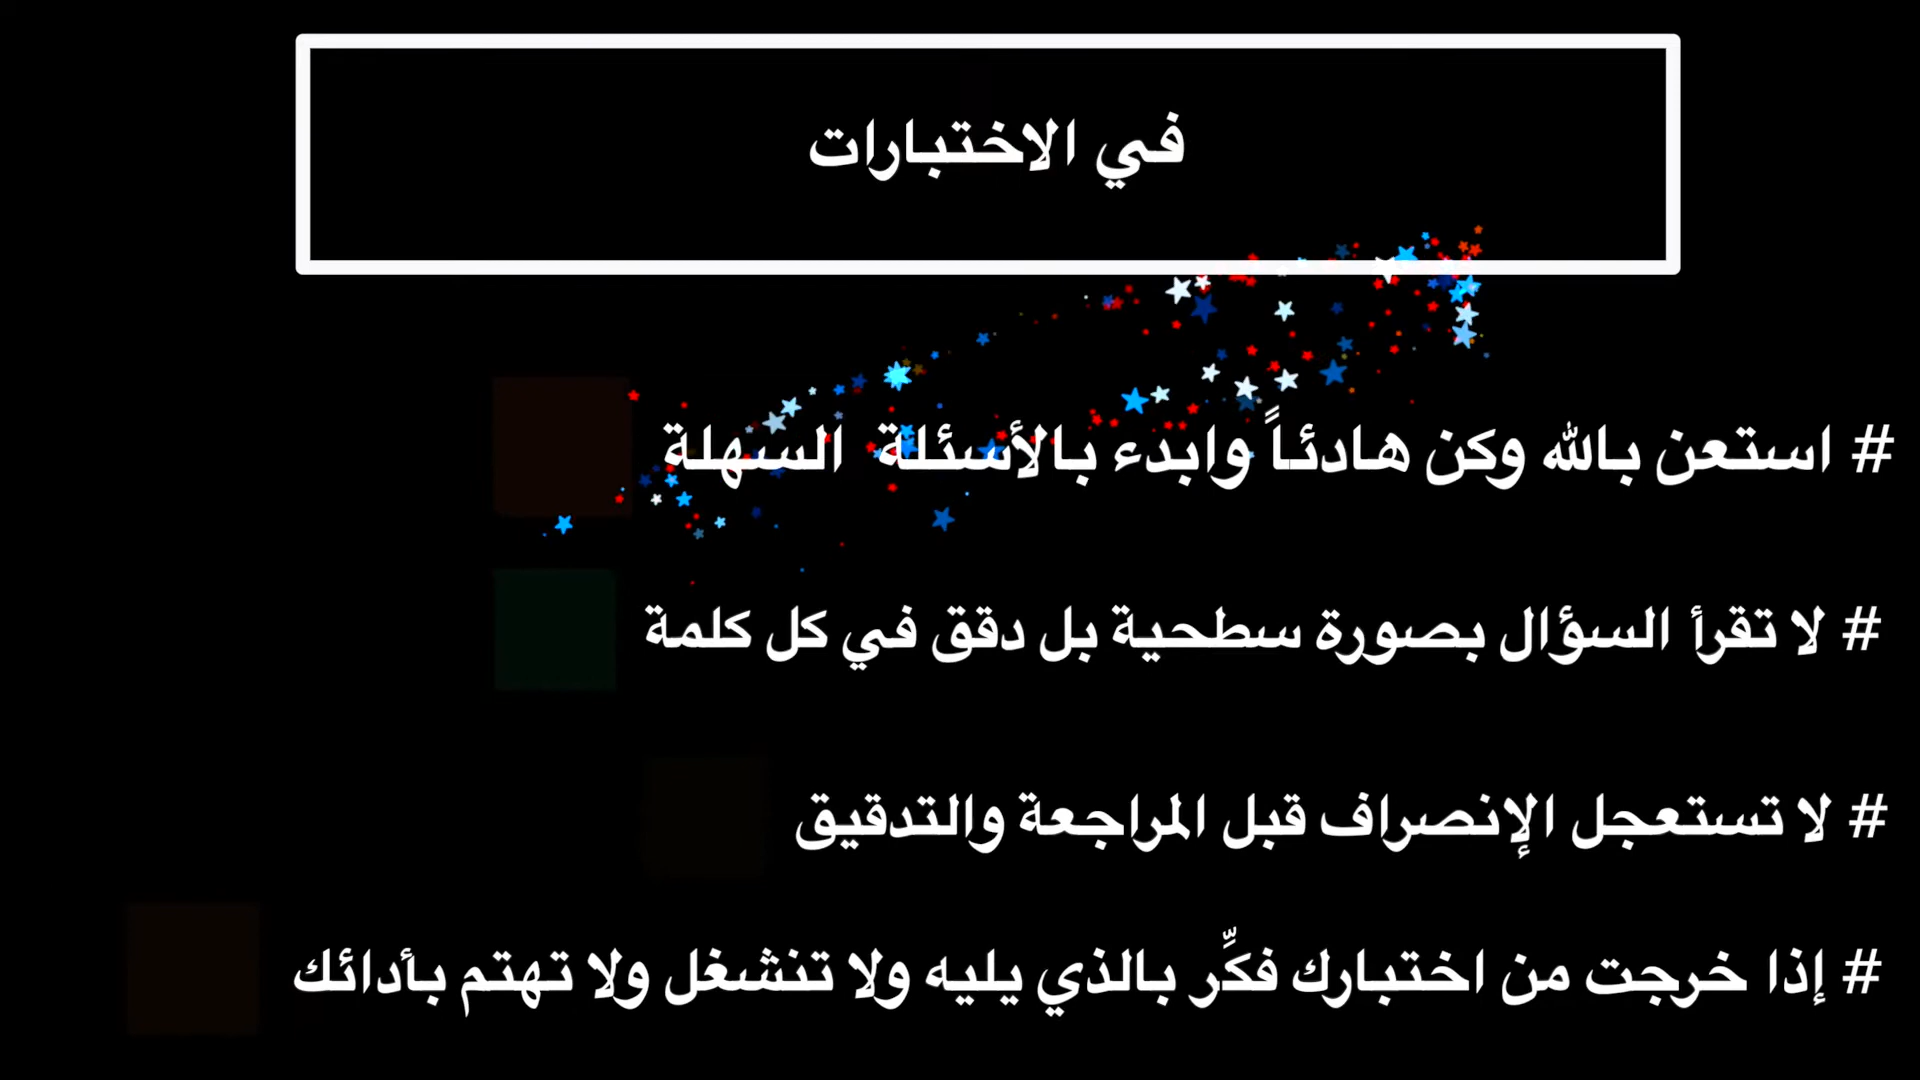 في الاختبارات
# استعن بالله وكن هادئاً وابدء بالأسئلة السهلة
# لا تقرأ السؤال بصورة سطحية بل دقق في كل كلمة
# لا تستعجل الإنصراف قبل المراجعة والتدقيق
# إذا خرجت من اختبارك فكِّر بالذي يليه ولا تنشغل ولا تهتم بأدائك